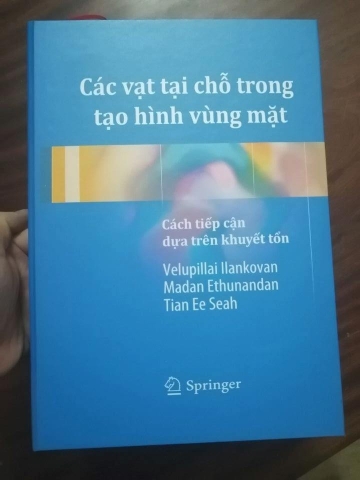 Các vạt tại chỗ trong
tạo hình vùng mặt
Cách tiếp cận
dựa trên khuyết tổn
Velupillai Ilankovan
Madan Ethunandan
Tian Ee Seah
Springer